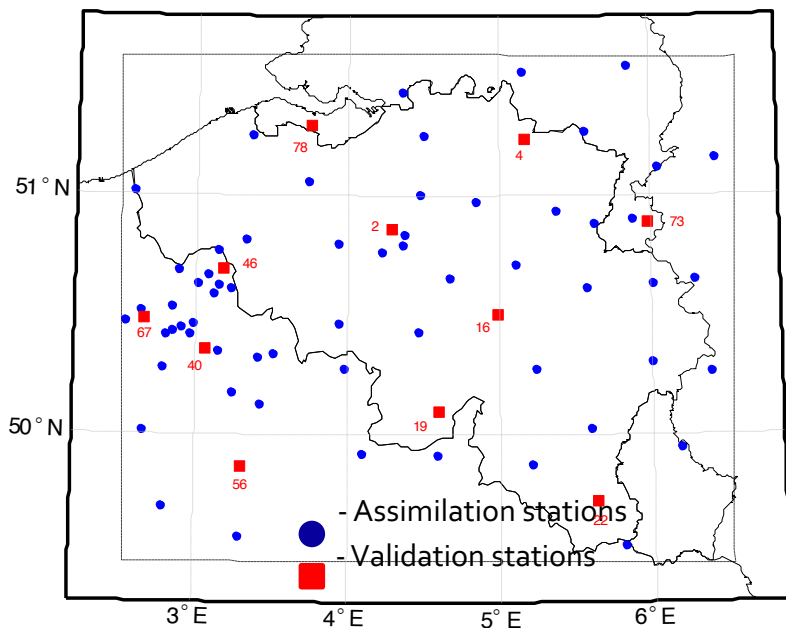 78
4
51°N
2
73
46
67
16
40
50°N
19
56
- Assimilation stations
22
- Validation stations
3°E
4°E
5°E
6°E